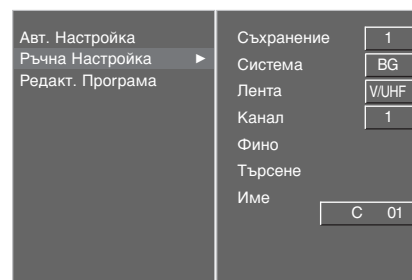 Авт. Настройка
Ръчна Настройка ►
Редакт. Програма
Съхранение 1
Система BG
Лента V/UHF
Канал 1
Фино
Търсене
Име
C 01